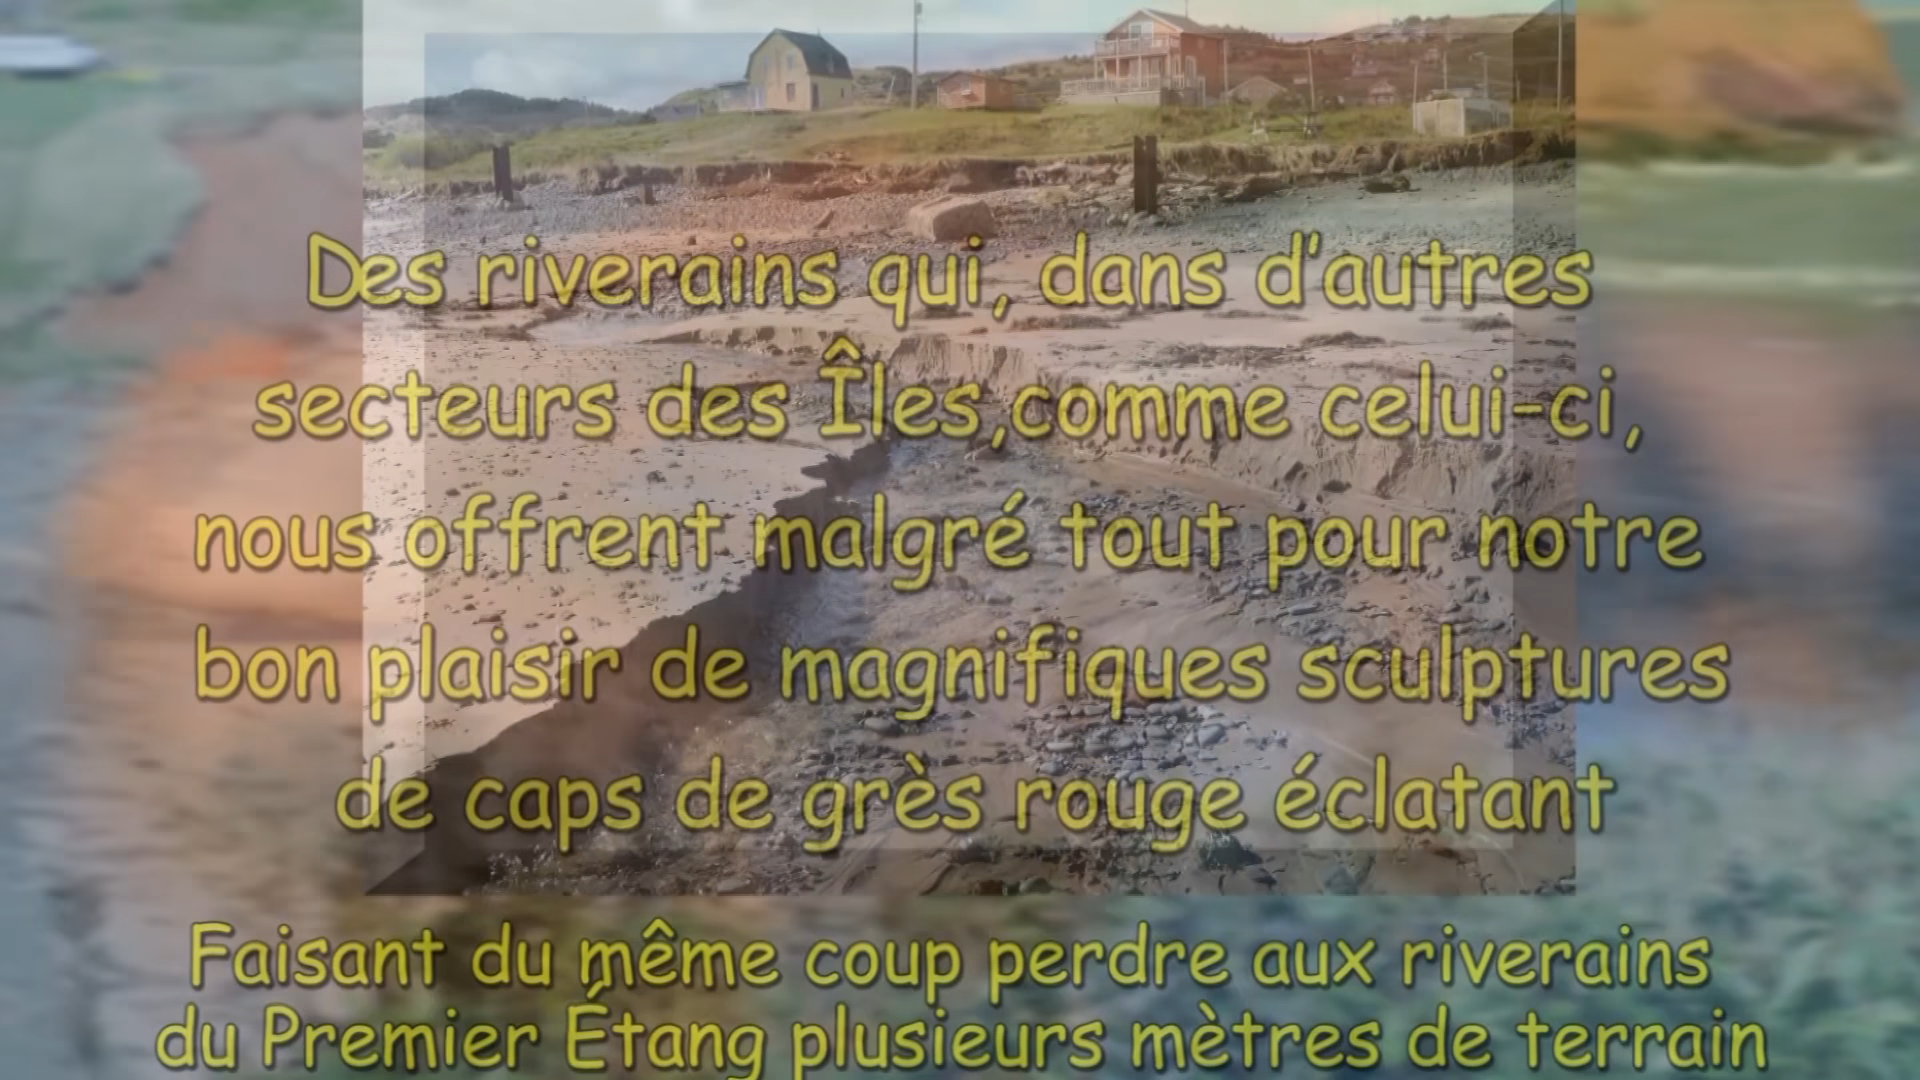 Des riverains qui, dans d'autres
secteurs des Îles,comme celui-ci,
nous offrent malgré tout pour notre
bon plaisir de magnifiques sculptures
de caps de grès rouge éclatant
Faisant du même coup perdre aux riverains
du Premier Étang plusieurs mètres de terrain